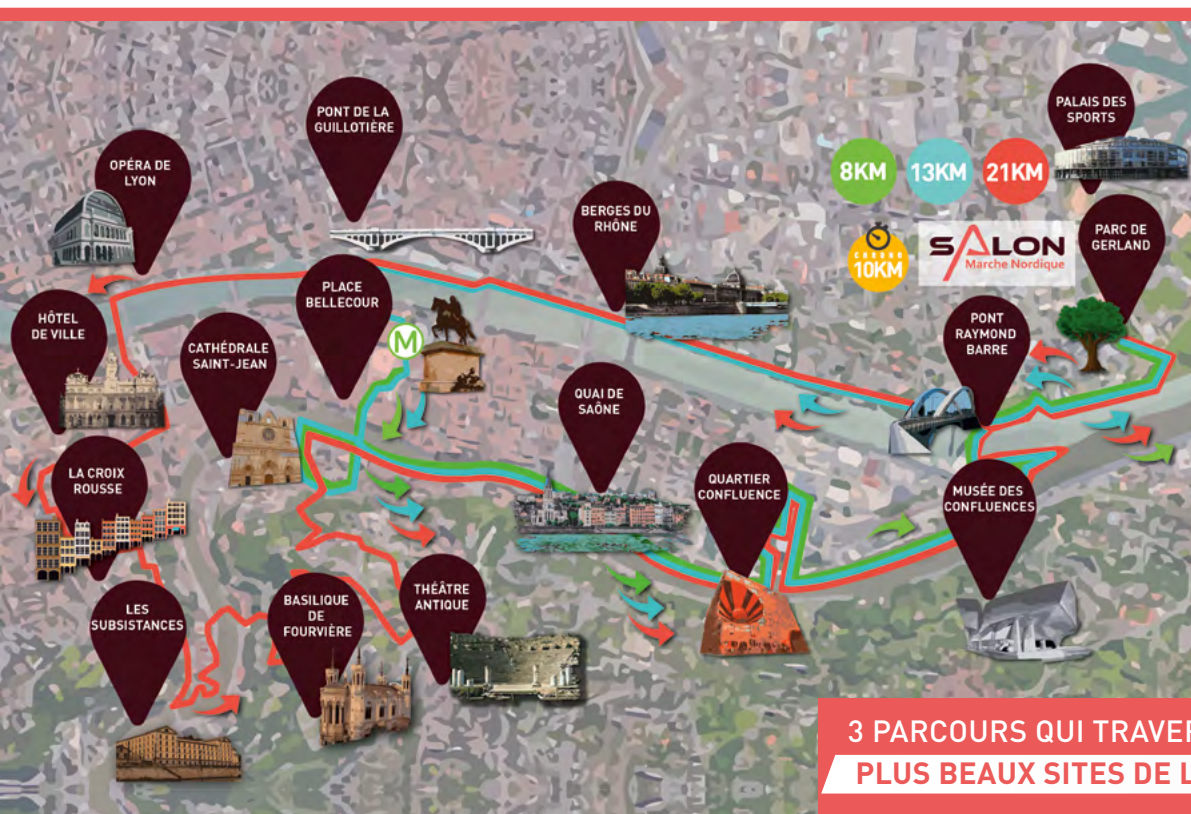 PONT DE LA
GUILLOTIÈRE
PALAIS DES
SPORTS
OPÉRA DE
LYON
8KM
13KM
21KM
BERGES DU
RHÔNE
PARC DE
GERLAND
CHRONO
10KM
SALON
Marche Nordique
PLACE
BELLECOUR
HÔTEL
DE VILLE
CATHÉDRALE
SAINT-JEAN
M
PONT
RAYMOND
BARRE
QUAI DE
SAÔNE
LA CROIX
ROUSSE
QUARTIER
CONFLUENCE
MUSÉE DES
CONFLUENCES
LES
SUBSISTANCES
BASILIQUE
DE
FOURVIÈRE
THÉÂTRE
ANTIQUE
3 PARCOURS QUI TRAVER
PLUS BEAUX SITES DE L